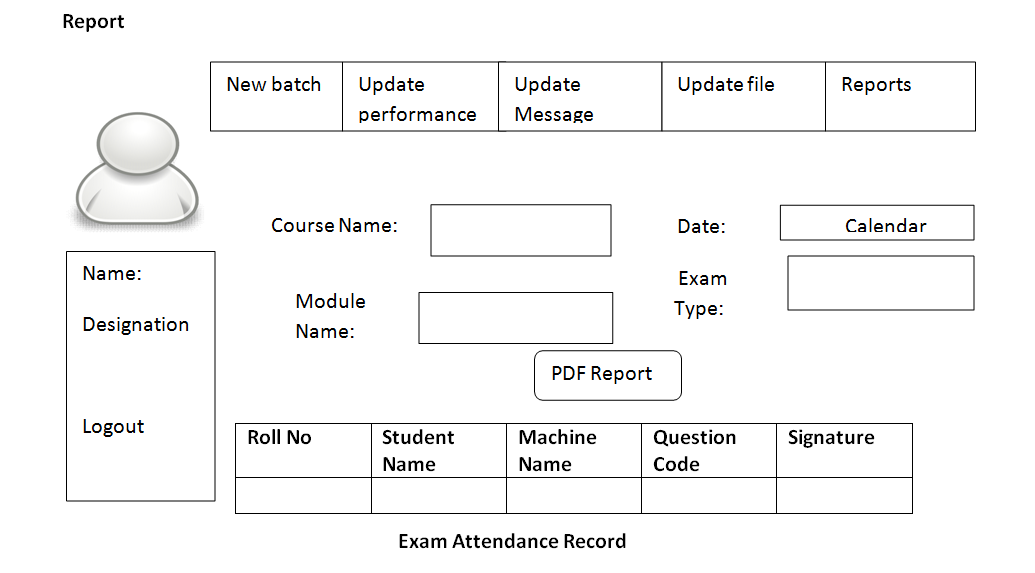 Report
New batch
Update
performance
Update
Message
Update file
Reports
Course Name:
Date:
Calendar
Name:
Designation
Logout
Module
Name:
Exam
Type:
PDF Report
Roll No
Student
Name
Machine
Name
Question
Code
Signature
Exam Attendance Record